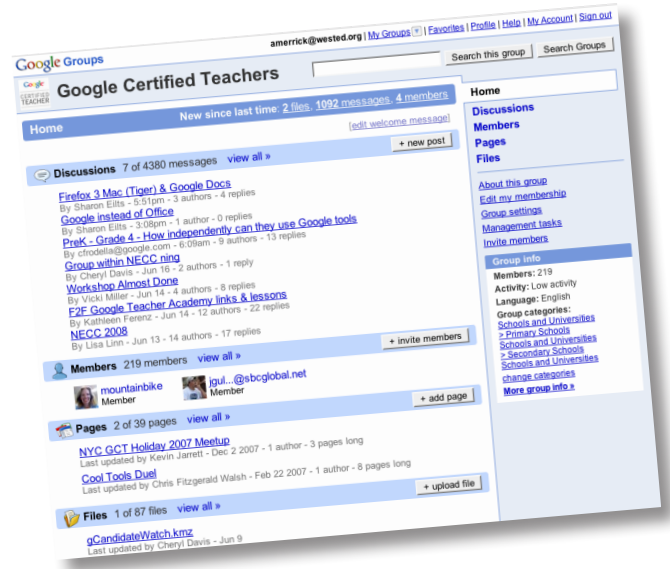 amerrick@wested.org | My Groups | Favorites | Profile | Help | My Account | Sign out
Google Groups
Search this group Search Groups
Google
CERTIFIED
TEACHER
Google Certified Teachers
Home
New since last time: 2 files, 1092 messages, 4 members
[edit welcome message]
Discussions 7 of 4380 messages view all »
+ new post
Firefox 3 Mac (Tiger) & Google Docs
By Sharon Eilts - 5:51pm - 3 authors - 4 replies
Google instead of Office
By Sharon Eilts - 3:08pm - 1 author - 0 replies
PreK - Grade 4 - How independently can they use Google tools
By cfrodella@google.com - 6:09am - 9 authors - 13 replies
Group within NECC ning
By Cheryl Davis - Jun 16 - 2 authors - 1 reply
Workshop Almost Done
By Vicki Miller - Jun 14 - 4 authors - 8 replies
F2F Google Teacher Academy links & lessons
By Kathleen Ferenz - Jun 14 - 12 authors - 22 replies
NECC 2008
By Lisa Linn - Jun 13 - 14 authors - 17 replies
Members 219 members view all »
+ invite members
mountainbike
Member
jgul...@sbcglobal.net
Member
Pages 2 of 39 pages view all »
+ add page
NYC GCT Holiday 2007 Meetup
Last updated by Kevin Jarrett - Dec 2 2007 - 1 author - 3 pages long
Cool Tools Duel
Last updated by Chris Fitzgerald Walsh - Feb 22 2007 - 1 author - 8 pages long
Files 1 of 87 files view all »
+ upload file
gCandidateWatch.kmz
Last updated by Cheryl Davis - Jun 9
Home
Discussions
Members
Pages
Files
About this group
Edit my membership
Group settings
Management tasks
Invite members
Group info
Members: 219
Activity: Low activity
Language: English
Group categories:
Schools and Universities
> Primary Schools
Schools and Universities
> Secondary Schools
Schools and Universities
change categories
More group info »